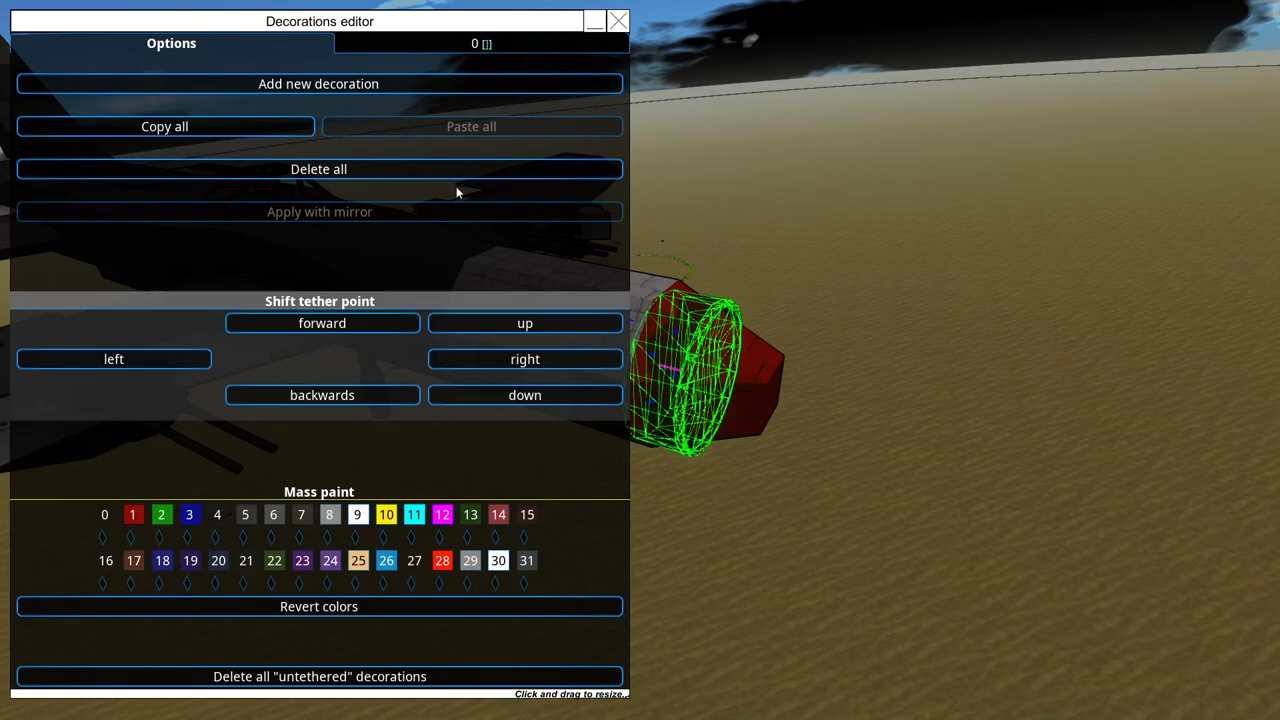 Decorations editor
Options
0 []
Add new decoration
Copy all
Paste all
Delete all
Apply with mirror
Shift tether point
forward
up
left
right
backwards
down
Mass paint
0 1 2 3 4 5 6 7 8 9 10 11 12 13 14 15
16 17 18 19 20 21 22 23 24 25 26 27 28 29 30 31
Revert colors
Delete all "untethered" decorations
Click and drag to resize..